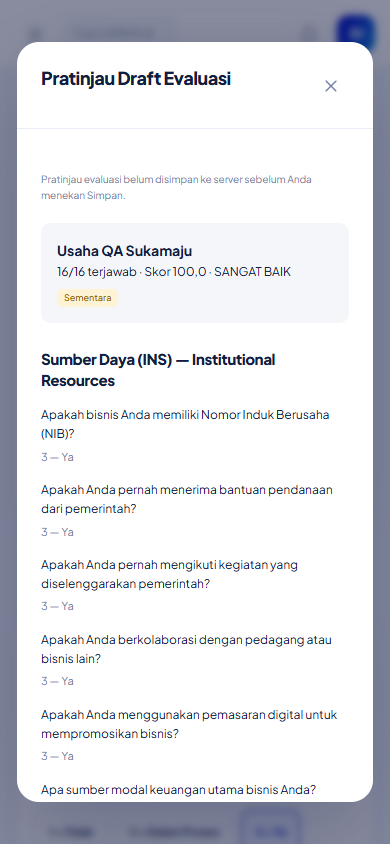 Pratinjau Draft Evaluasi
Pratinjau evaluasi belum disimpan ke server sebelum Anda
menekan Simpan.
Usaha QA Sukamaju
16/16 terjawab · Skor 100,0 · SANGAT BAIK
Sementara
Sumber Daya (INS) — Institutional
Resources
Apakah bisnis Anda memiliki Nomor Induk Berusaha
(NIB)?
3 — Ya
Apakah Anda pernah menerima bantuan pendanaan
dari pemerintah?
3 — Ya
Apakah Anda pernah mengikuti kegiatan yang
diselenggarakan pemerintah?
3 — Ya
Apakah Anda berkolaborasi dengan pedagang atau
bisnis lain?
3 — Ya
Apakah Anda menggunakan pemasaran digital untuk
mempromosikan bisnis?
3 — Ya
Apa sumber modal keuangan utama bisnis Anda?